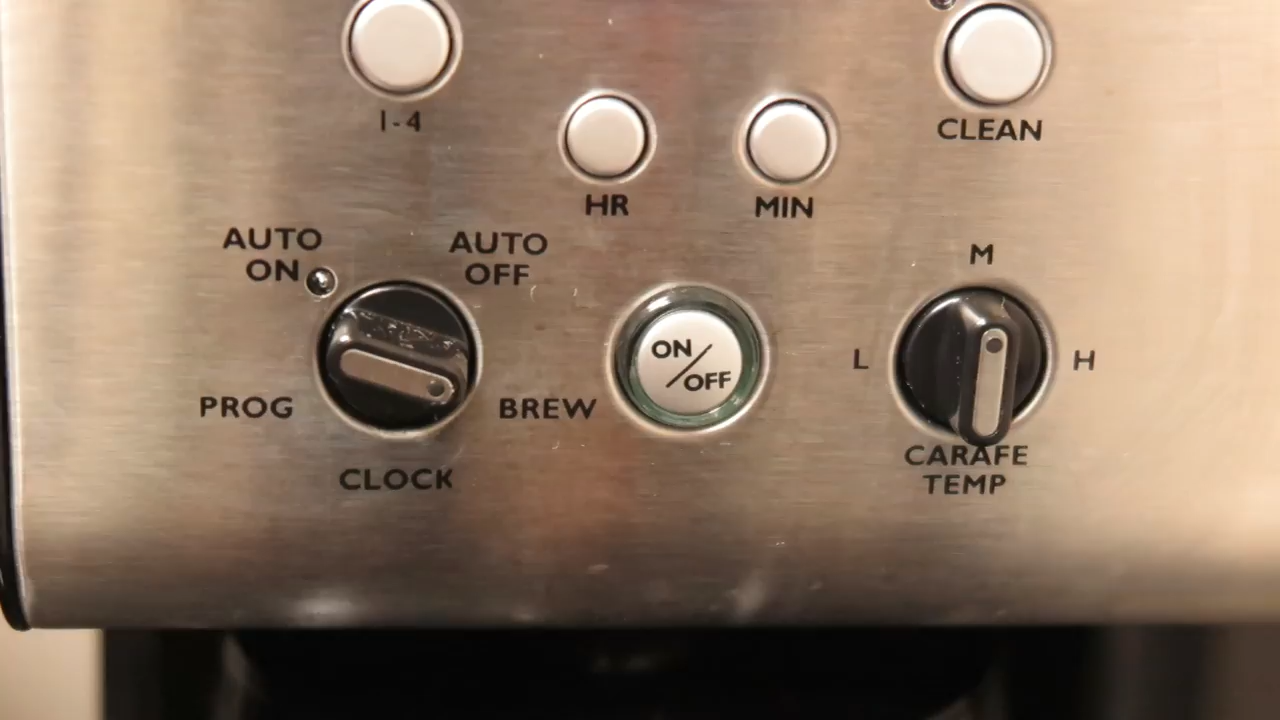 1-4
CLEAN
HR
MIN
AUTO
ON
AUTO
OFF
M
ON/OFF
L
H
PROG
BREW
CLOCK
CARAFE
TEMP